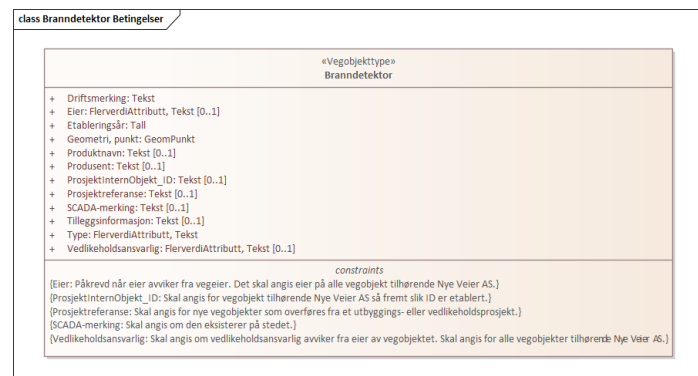 class Branndetektor Betingelser
«Vegobjekttype»
Branndetektor
+ Driftsmerking: Tekst
+ Eier: FlerverdiAttributt, Tekst [0..1]
+ Etableringsår: Tall
+ Geometri, punkt: GeomPunkt
+ Produktnavn: Tekst [0..1]
+ Produsent: Tekst [0..1]
+ ProsjektInternObjekt_ID: Tekst [0..1]
+ Prosjektreferanse: Tekst [0..1]
+ SCADA-merking: Tekst [0..1]
+ Tilleggsinformasjon: Tekst [0..1]
+ Type: FlerverdiAttributt, Tekst
+ Vedlikeholdsansvarlig: FlerverdiAttributt, Tekst [0..1]
constraints
{Eier: Påkrevd når eier avviker fra vegeier. Det skal angis eier på alle vegobjekt tilhørende Nye Veier AS.}
{ProsjektInternObjekt_ID: Skal angis for vegobjekt tilhørende Nye Veier AS så fremt slik ID er etablert.}
{Prosjektreferanse: Skal angis for nye vegobjekter som overføres fra et utbyggings- eller vedlikeholdsprosjekt.}
{SCADA-merking: Skal angis om den eksisterer på stedet.}
{Vedlikeholdsansvarlig: Skal angis om vedlikeholdsansvarlig avviker fra eier av vegobjektet. Skal angis for alle vegobjekter tilhørende Nye Veier AS.}